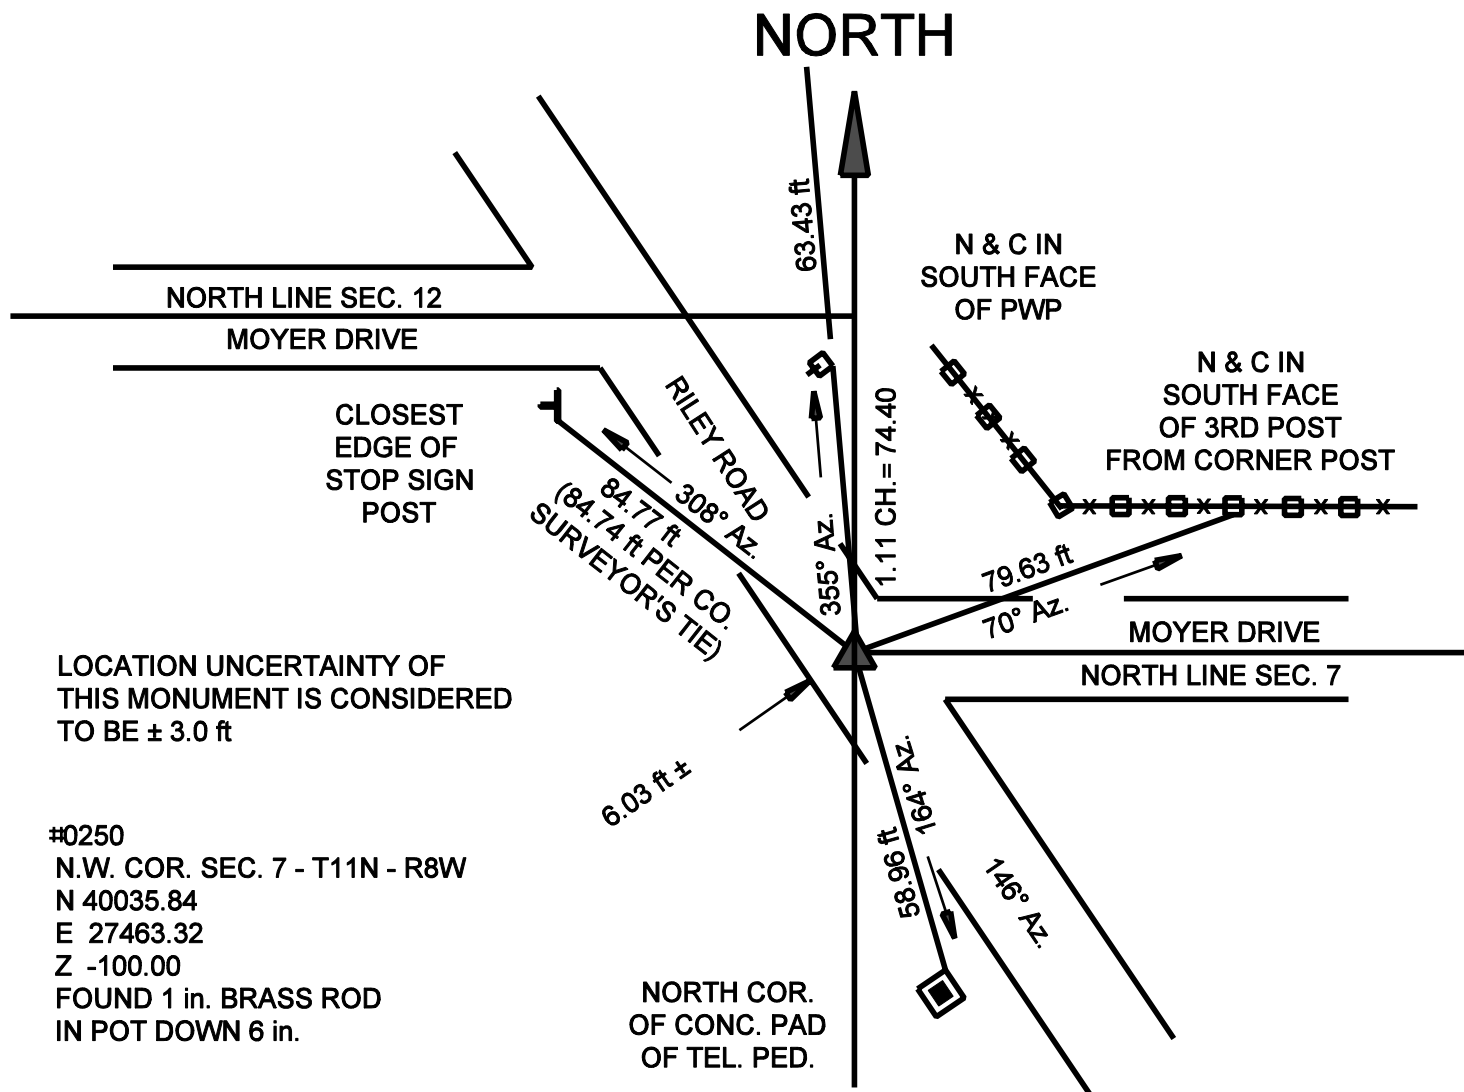 NORTH
63.43 ft
N & C IN
SOUTH FACE
OF PWP
NORTH LINE SEC. 12
MOYER DRIVE
N & C IN
SOUTH FACE
OF 3RD POST
FROM CORNER POST
CLOSEST
EDGE OF
STOP SIGN
POST
RILEY ROAD
308° Az.
84.77 ft
(84.74 ft PER CO.
SURVEYOR'S TIE)
355° Az.
1.11 CH.= 74.40
79.63 ft
70° Az.
MOYER DRIVE
NORTH LINE SEC. 7
LOCATION UNCERTAINTY OF
THIS MONUMENT IS CONSIDERED
TO BE ± 3.0 ft
6.03 ft ±
164° Az.
58.96 ft
146° Az.
#0250
N.W. COR. SEC. 7 - T11N - R8W
N 40035.84
E 27463.32
Z -100.00
FOUND 1 in. BRASS ROD
IN POT DOWN 6 in.
NORTH COR.
OF CONC. PAD
OF TEL. PED.